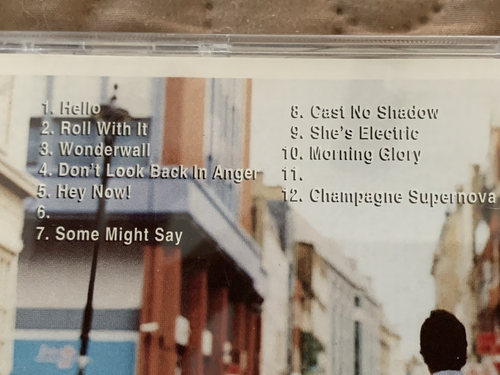 1. Hello
2. Roll With It
3. Wonderwall
4. Don't Look Back In Anger
5. Hey Now!
6.
7. Some Might Say
8. Cast No Shadow
9. She's Electric
10. Morning Glory
11.
12. Champagne Supernova